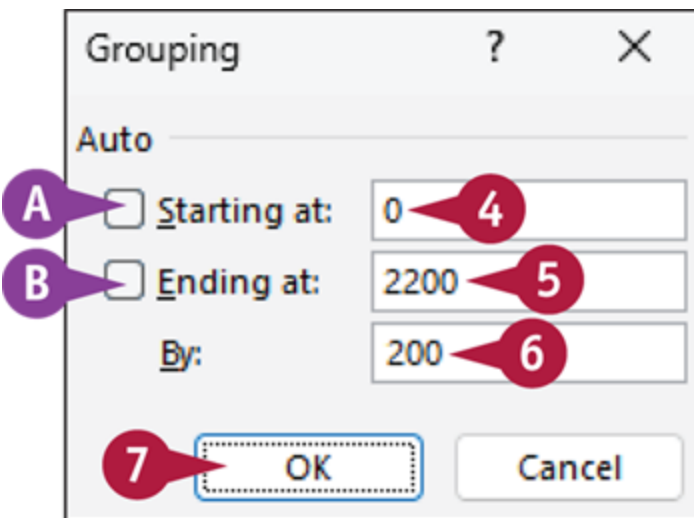 Grouping ? ×
Auto
A Starting at: 0 4
B Ending at: 2200 5
By: 200 6
7 OK Cancel